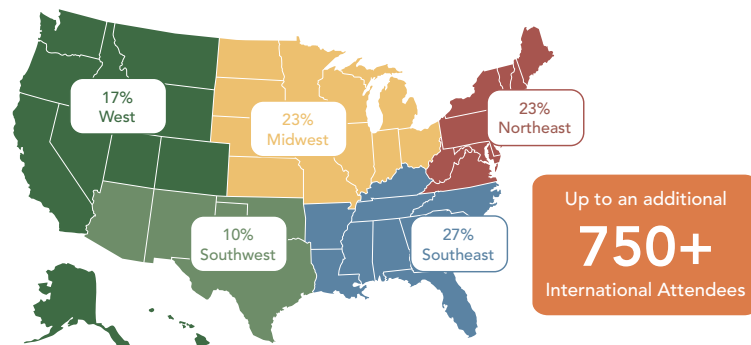 17%
West
23%
Midwest
23%
Northeast
10%
Southwest
27%
Southeast
Up to an additional
750+
International Attendees